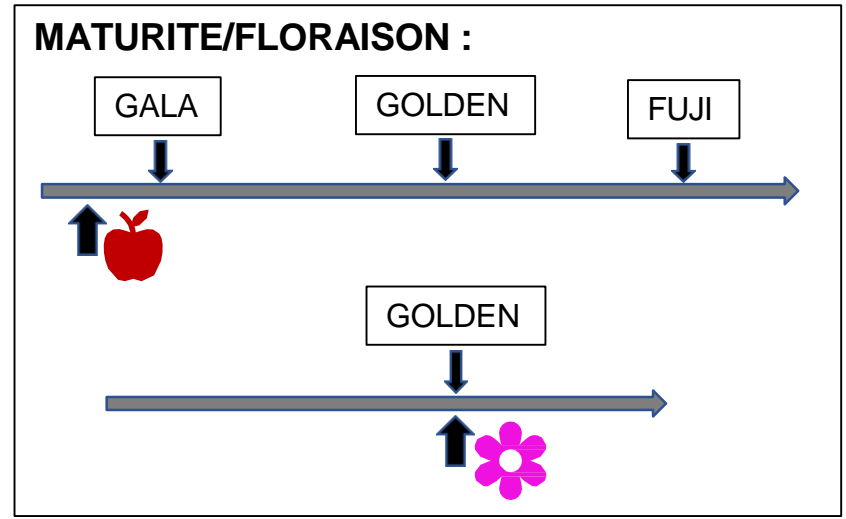 MATURITE/FLORAISON :
GALA
GOLDEN
FUJI
GOLDEN